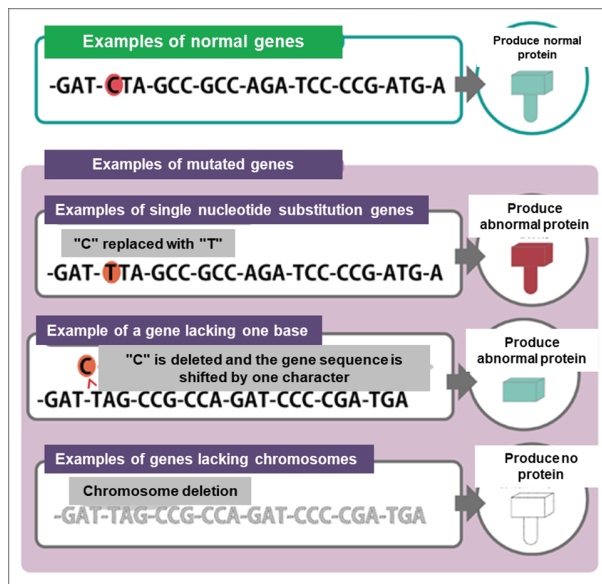 Examples of normal genes
Produce normal
protein
-GAT-CTA-GCC-GCC-AGA-TCC-CCG-ATG-A
Examples of mutated genes
Examples of single nucleotide substitution genes
Produce
abnormal protein
"C" replaced with "T"
-GAT-TTA-GCC-GCC-AGA-TCC-CCG-ATG-A
Example of a gene lacking one base
Produce
abnormal protein
C
"C" is deleted and the gene sequence is
shifted by one character
-GAT-TAG-CCG-CCA-GAT-CCC-CGA-TGA
Examples of genes lacking chromosomes
Produce no
protein
Chromosome deletion
-GAT-TAG-CCG-CCA-GAT-CCC-CGA-TGA